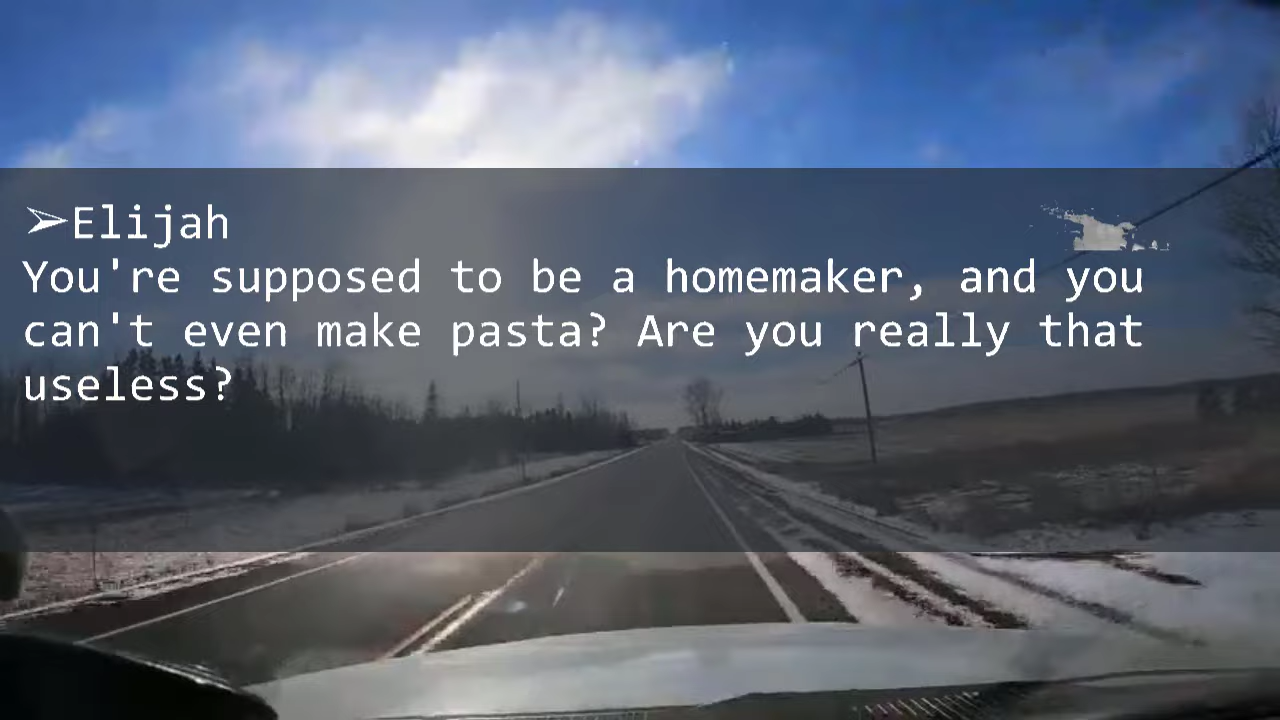 ➢Elijah
You're supposed to be a homemaker, and you
can't even make pasta? Are you really that
useless?